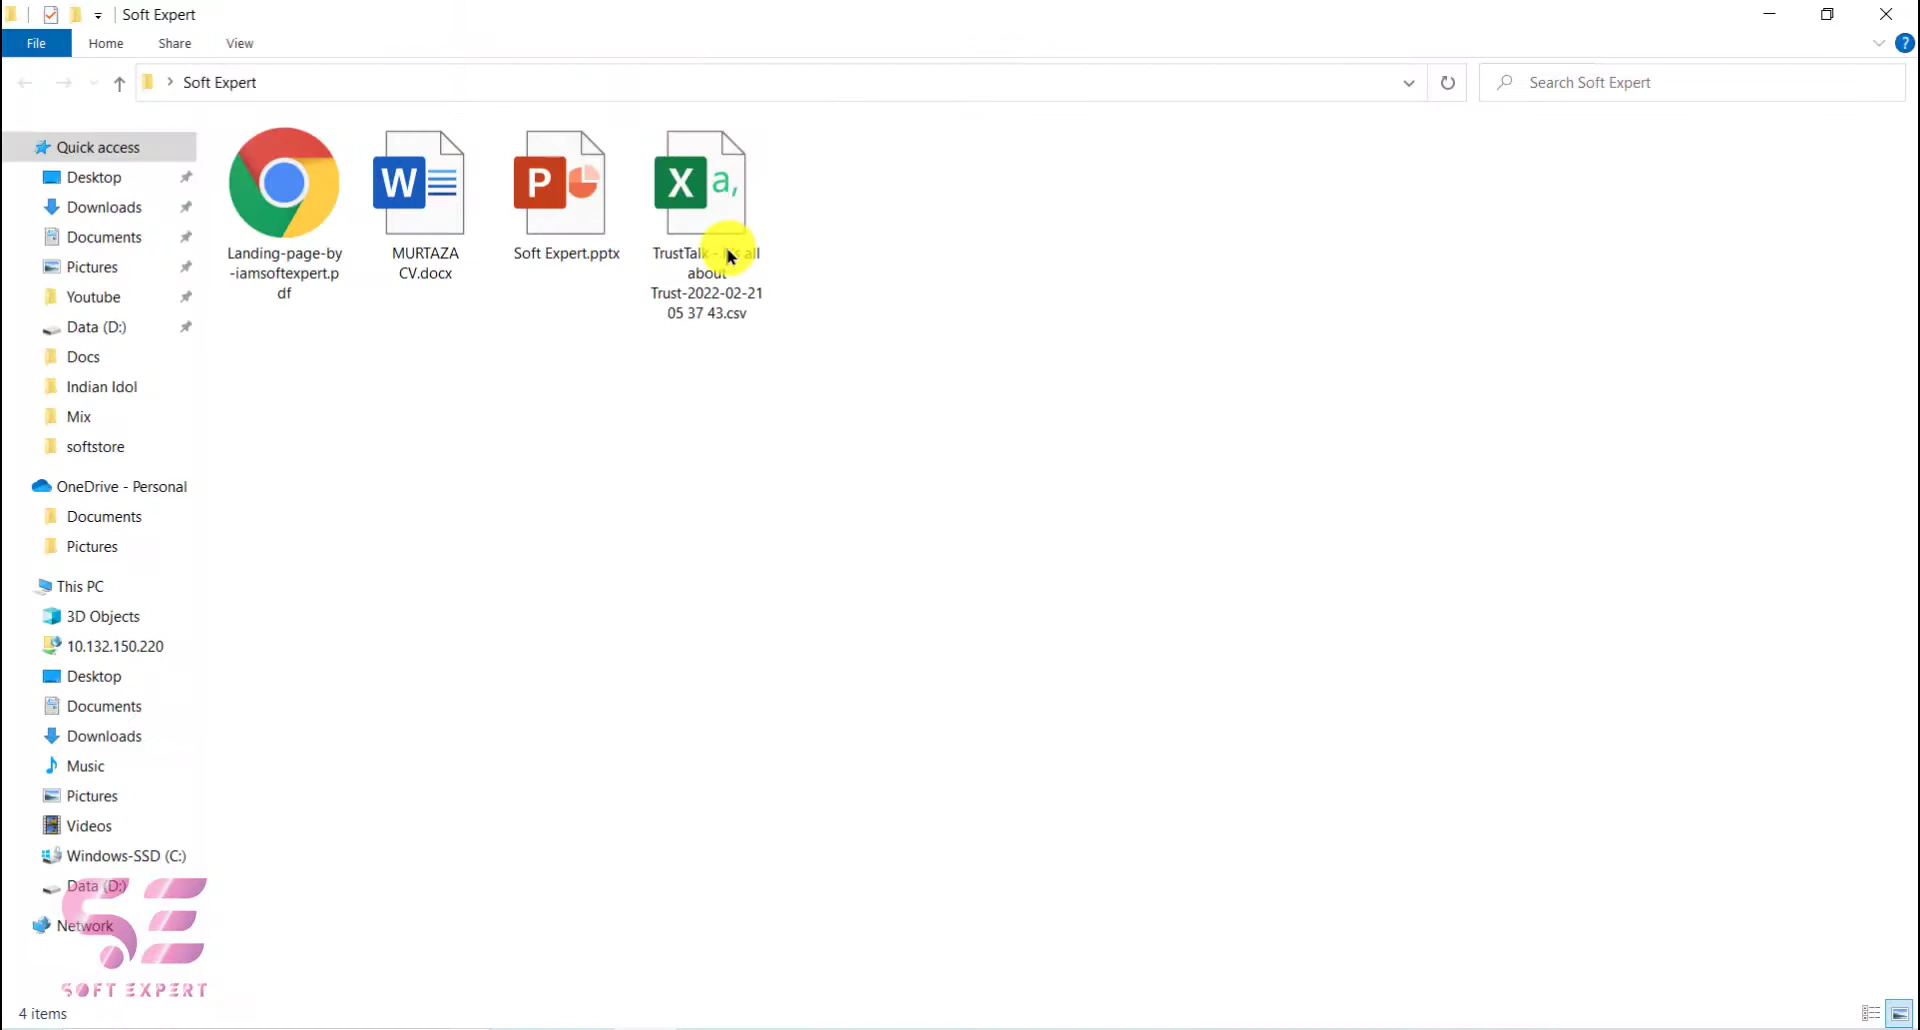 Soft Expert
File Home Share View
Soft Expert
Search Soft Expert
Quick access
Desktop
Downloads
Documents
Pictures
Youtube
Data (D:)
Docs
Indian Idol
Mix
softstore
OneDrive - Personal
Documents
Pictures
This PC
3D Objects
10.132.150.220
Desktop
Documents
Downloads
Music
Pictures
Videos
Windows-SSD (C:)
Data (D:)
Network
Landing-page-by
-iamsoftexpert.p
df
W
MURTAZA
CV.docx
P
Soft Expert.pptx
X a,
TrustTalk - It's all
about
Trust-2022-02-21
05 37 43.csv
SE
SOFT EXPERT
4 items
?